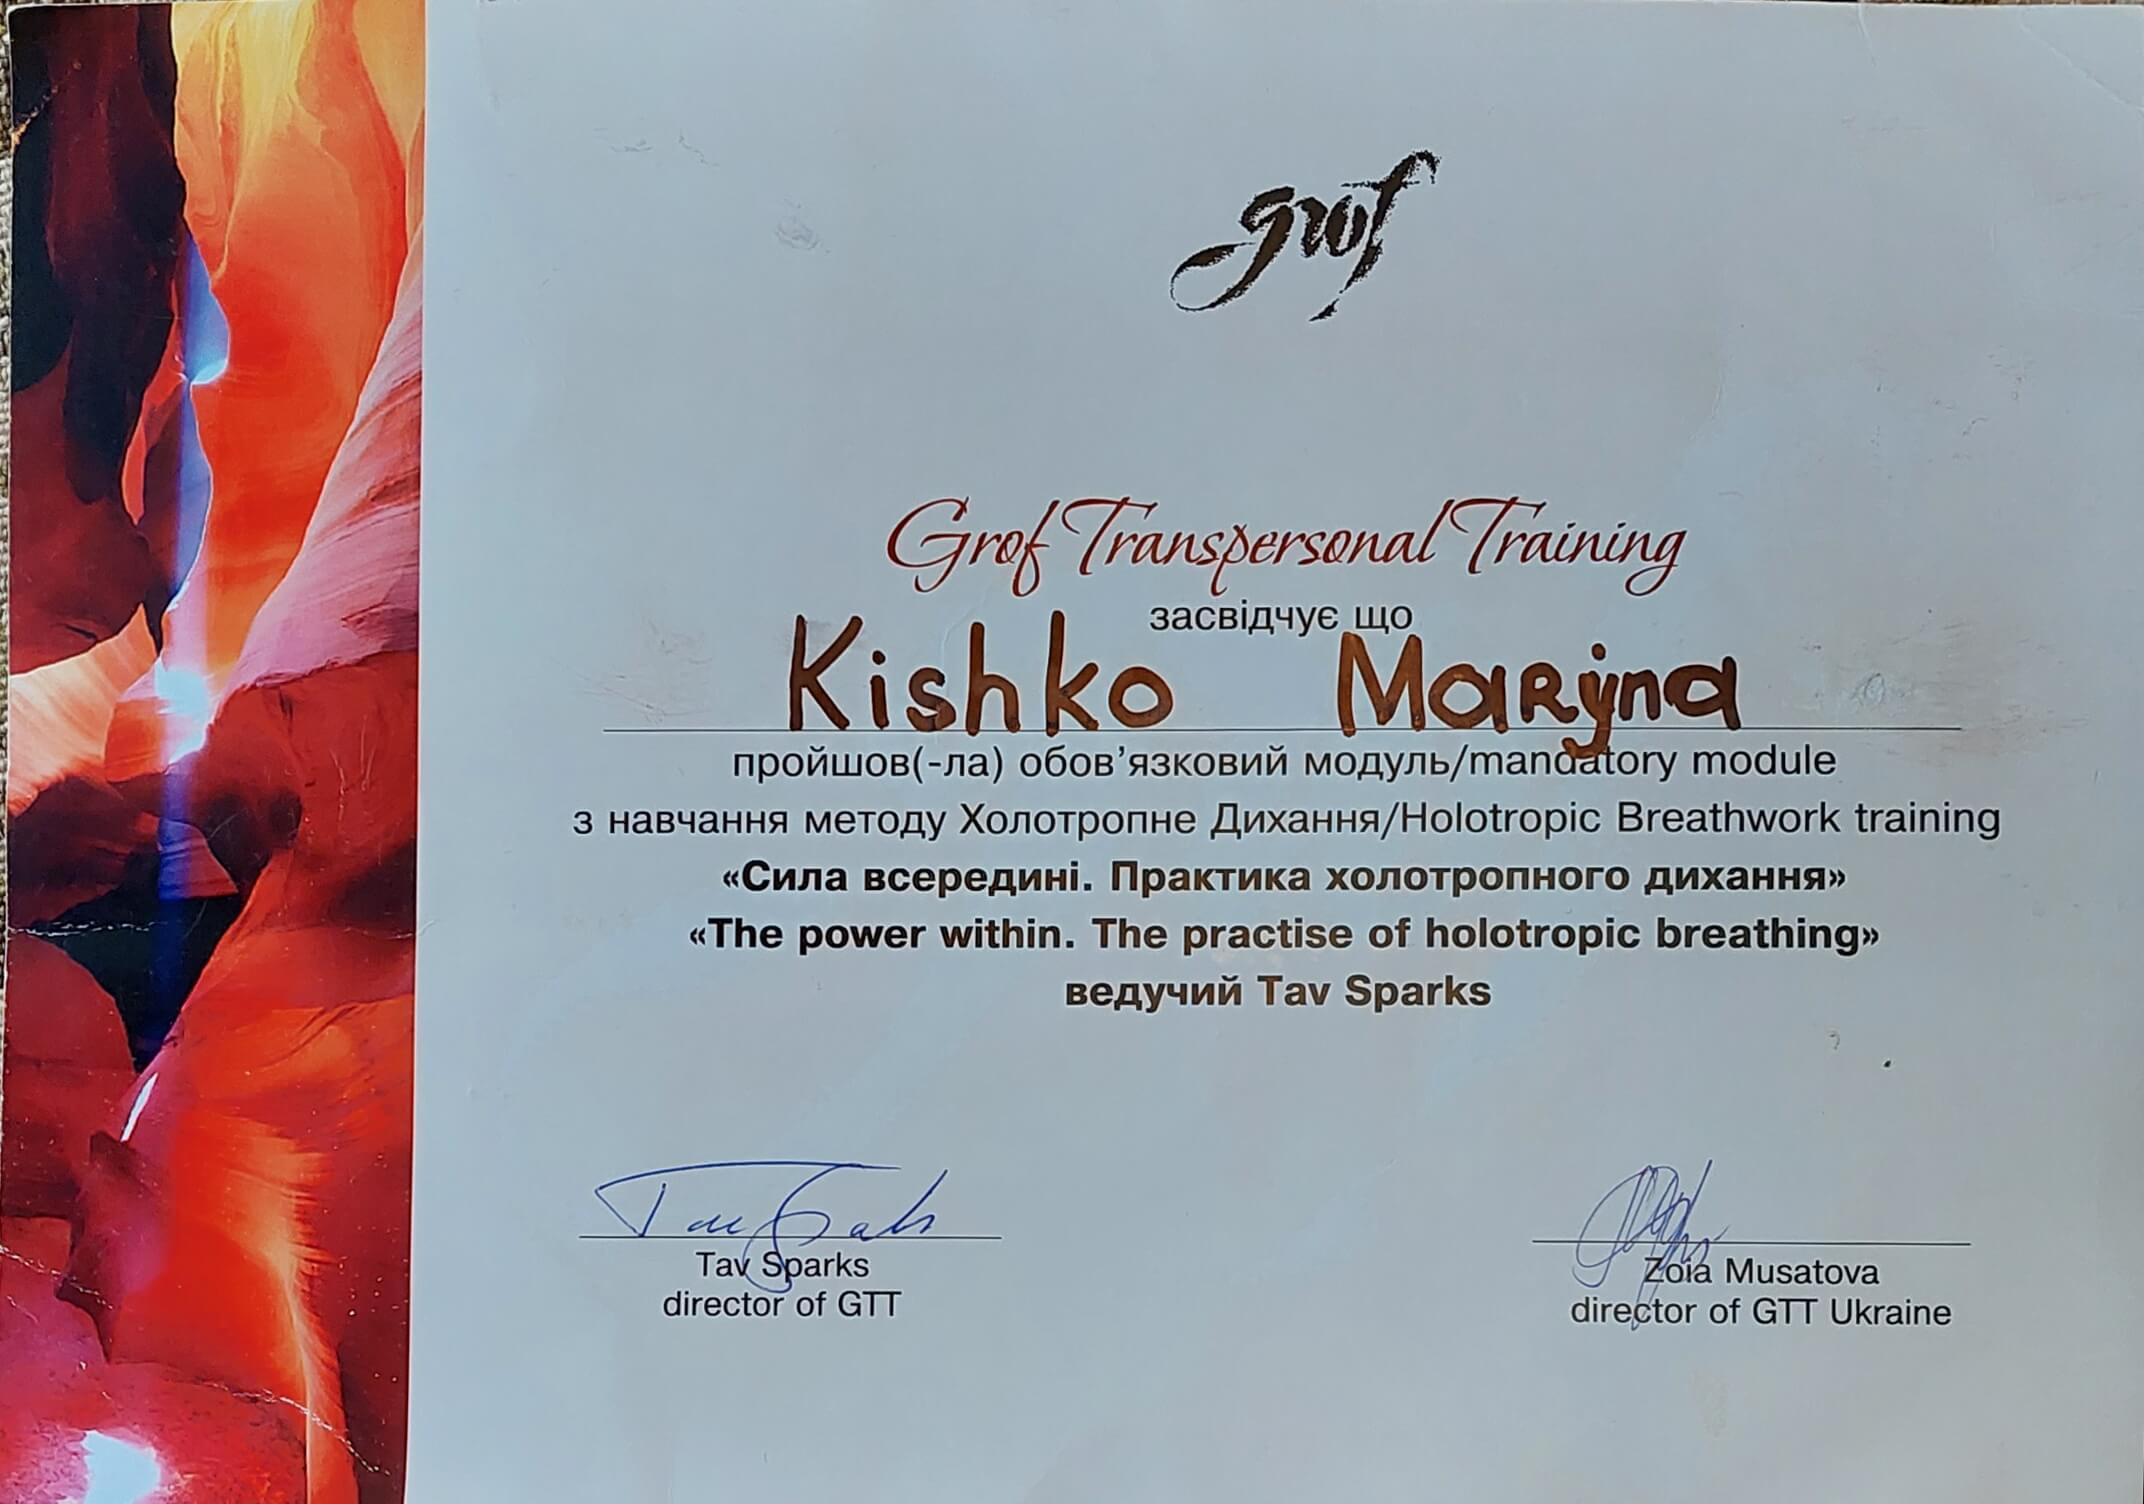 grof
Grof Transpersonal Training
засвідчує що
Kishko Maryna
пройшов(-ла) обов’язковий модуль/mandatory module
з навчання методу Холотропне Дихання/Holotropic Breathwork training
«Сила всередині. Практика холотропного дихання»
«The power within. The practise of holotropic breathing»
ведучий Tav Sparks
Tav Sparks
director of GTT
Zoia Musatova
director of GTT Ukraine